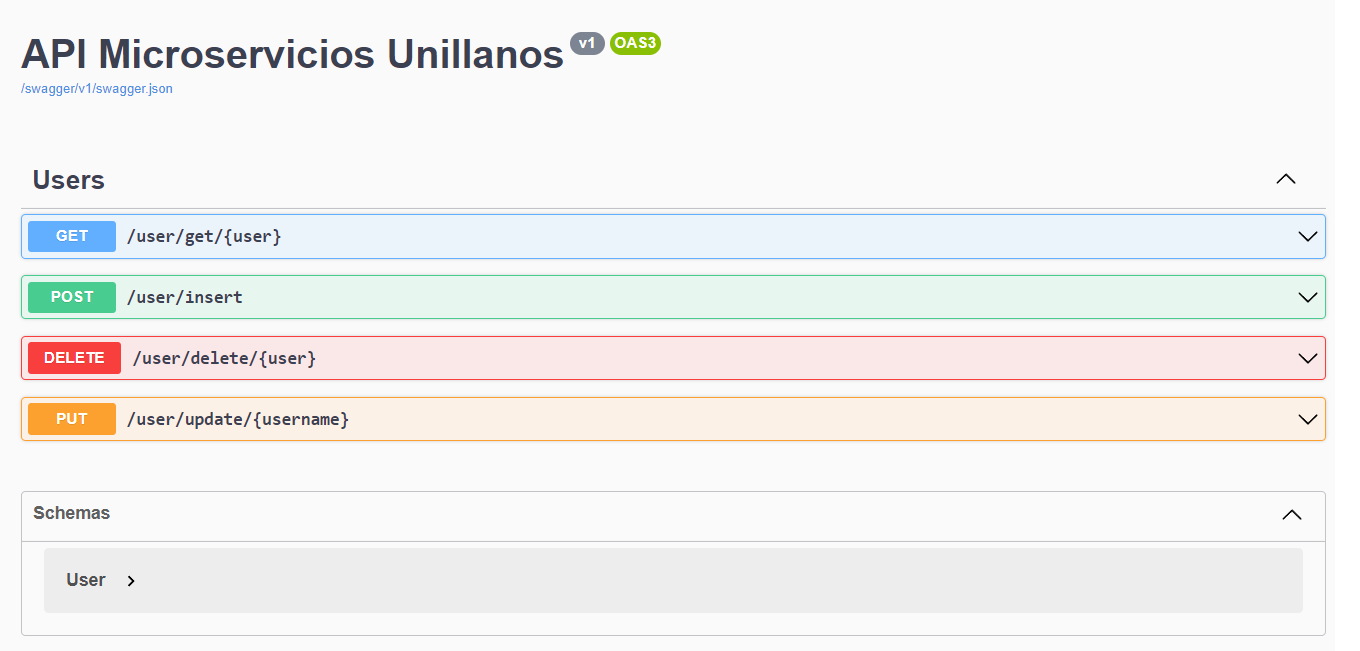 API Microservicios Unillanos v1 OAS3
/swagger/v1/swagger.json
Users
GET /user/get/{user}
POST /user/insert
DELETE /user/delete/{user}
PUT /user/update/{username}
Schemas
User